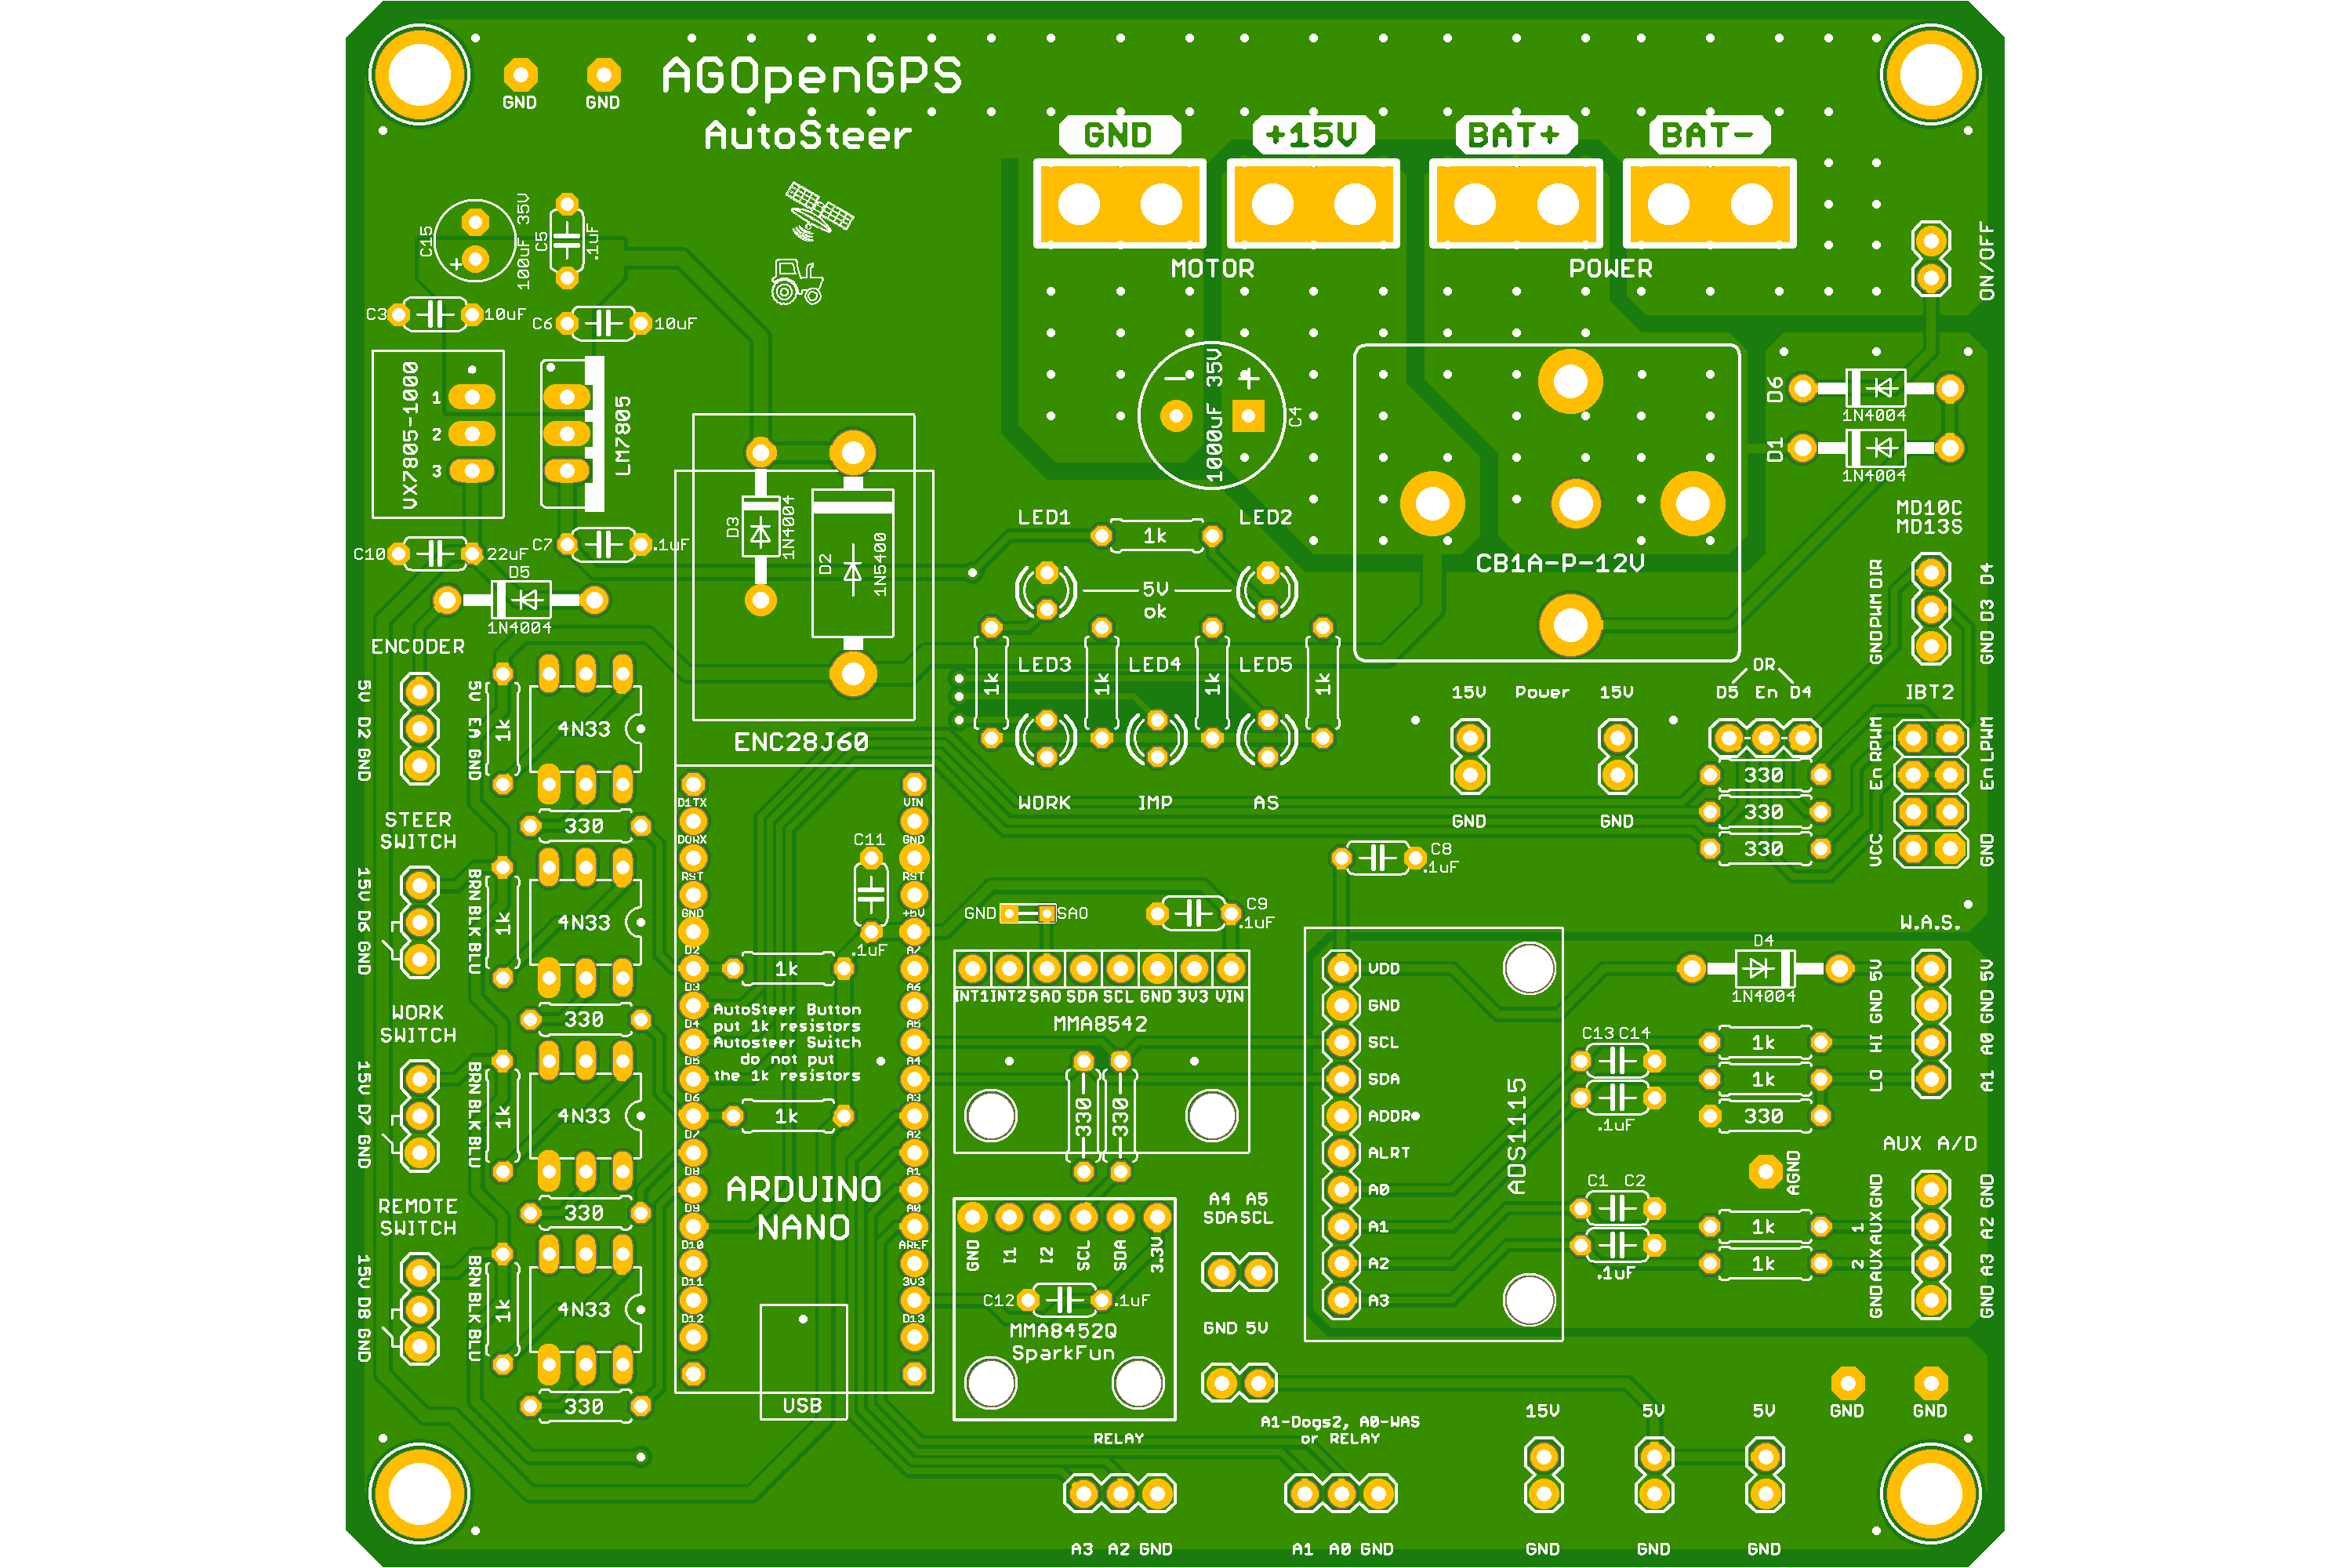 AGOpenGPS
AutoSteer
GND GND
GND +15V BAT+ BAT-
MOTOR POWER
ON/OFF
C15 100uF 35V
+
C5 .1uF
C3 10uF
C6 10uF
VX7805-1000
1
2
3
LM7805
- +
1000uF 35V
C4
CB1A-P-12V
D6
1N4004
D1
1N4004
C10 22uF
C7 .1uF
D5
1N4004
D3 1N4004
D2 1N5400
ENC28J60
LED1 1k LED2
5V
ok
LED3 LED4 LED5
1k 1k 1k 1k
WORK IMP AS
MD10C
MD13S
GND PWM DIR
GND D3 D4
OR
D5 En D4
IBT2
15V Power 15V
GND GND
330
330
330
En RPWM
En LPWM
VCC
GND
ENCODER
5V D2 GND
5V EA GND
1k
4N33
330
STEER
SWITCH
15V D6 GND
BRN BLK BLU
1k
4N33
330
WORK
SWITCH
15V D7 GND
BRN BLK BLU
1k
4N33
330
REMOTE
SWITCH
15V D8 GND
BRN BLK BLU
1k
4N33
330
D1TX VIN
D0RX GND
RST RST
GND +5V
D2 A7
D3 A6
D4 A5
D5 A4
D6 A3
D7 A2
D8 A1
D9 A0
D10 AREF
D11 3V3
D12 D13
C11
.1uF
1k
AutoSteer Button
put 1k resistors
Autosteer Switch
do not put
the 1k resistors
1k
ARDUINO
NANO
USB
C8
.1uF
GND SAO
C9
.1uF
INT1 INT2 SAO SDA SCL GND 3V3 VIN
MMA8542
330 330
GND I1 I2 SCL SDA 3.3V
C12 .1uF
MMA8452Q
SparkFun
A4 A5
SDA SCL
GND 5V
VDD
GND
SCL
SDA
ADDR
ALRT
A0
A1
A2
A3
ADS1115
W.A.S.
D4
1N4004
LO HI GND 5V
A1 A0 GND 5V
C13 C14
.1uF
1k
1k
330
AUX A/D
AGND
C1 C2
.1uF
1k
1k
GND AUX 2 AUX 1 GND
GND A3 A2 GND
GND GND
A1-Dogs2, A0-WAS
or RELAY
RELAY
15V 5V 5V
A3 A2 GND
A1 A0 GND
GND GND GND